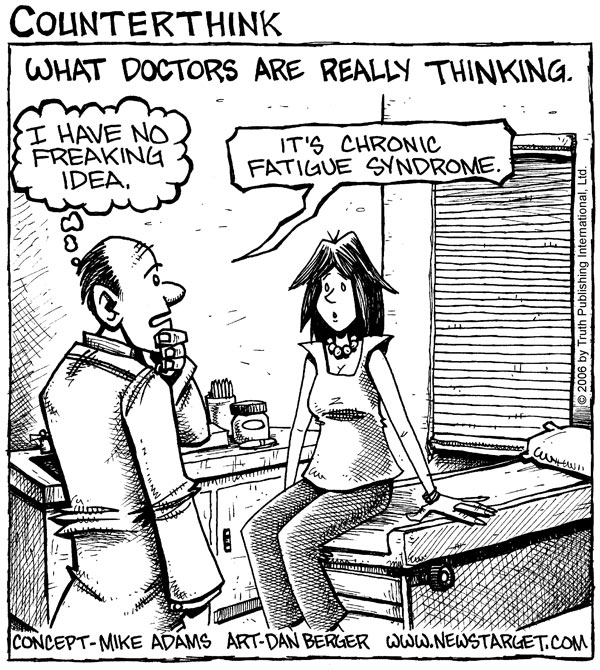 COUNTERTHINK
WHAT DOCTORS ARE REALLY THINKING.
I HAVE NO
FREAKING
IDEA.
IT'S CHRONIC
FATIGUE SYNDROME.
© 2006 by Truth Publishing International, Ltd.
CONCEPT-MIKE ADAMS ART-DAN BERGER WWW.NEWSTARGET.COM